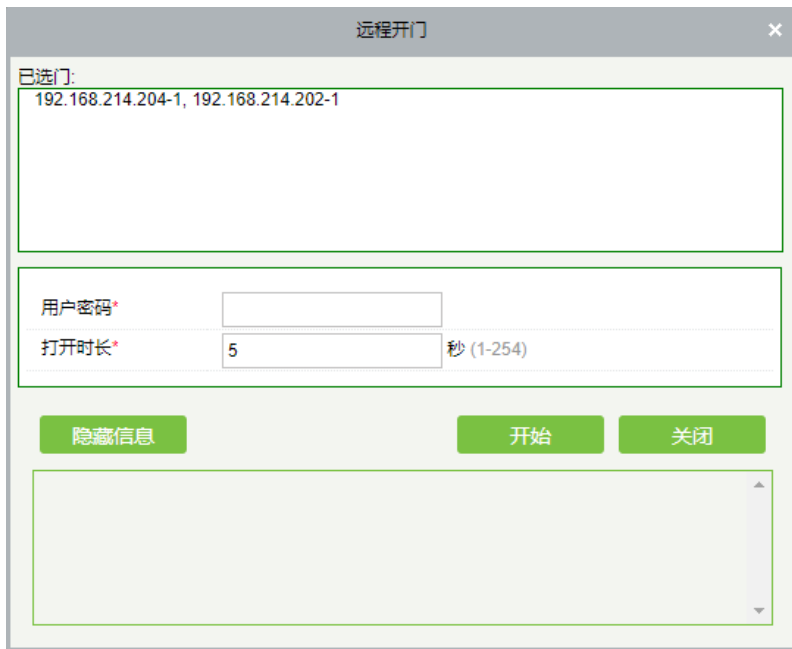 远程开门 ×
已选门:
192.168.214.204-1, 192.168.214.202-1
用户密码*
打开时长* 5 秒 (1-254)
隐藏信息 开始 关闭